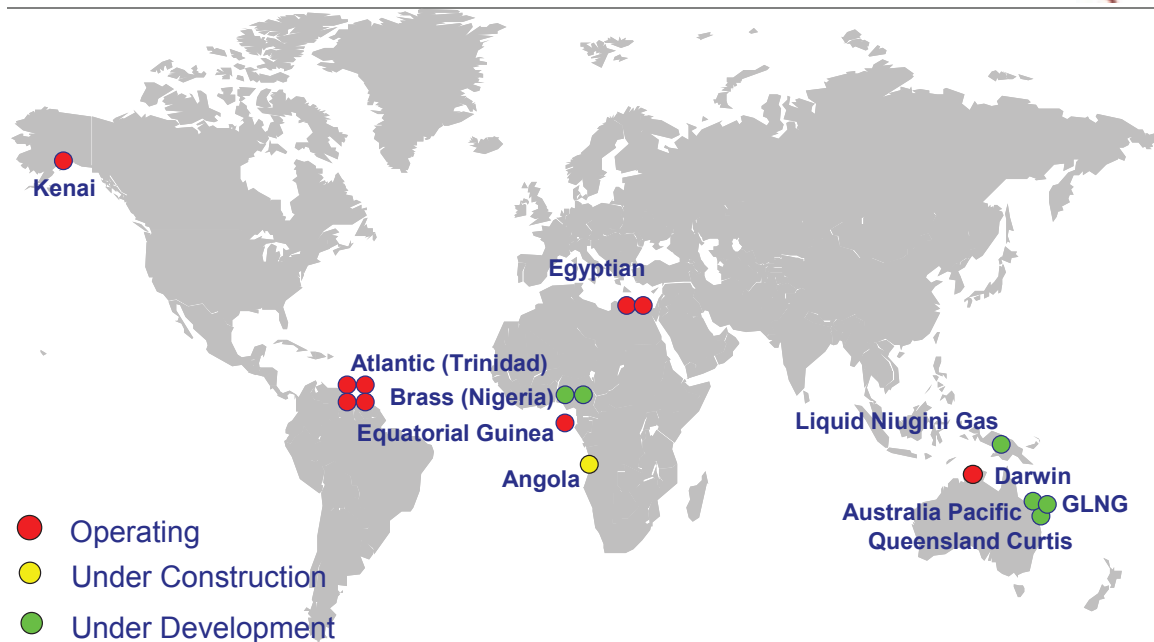 Kenai
Egyptian
Atlantic (Trinidad)
Brass (Nigeria)
Equatorial Guinea
Liquid Niugini Gas
Angola
Darwin
GLNG
Australia Pacific
Queensland Curtis
Operating
Under Construction
Under Development